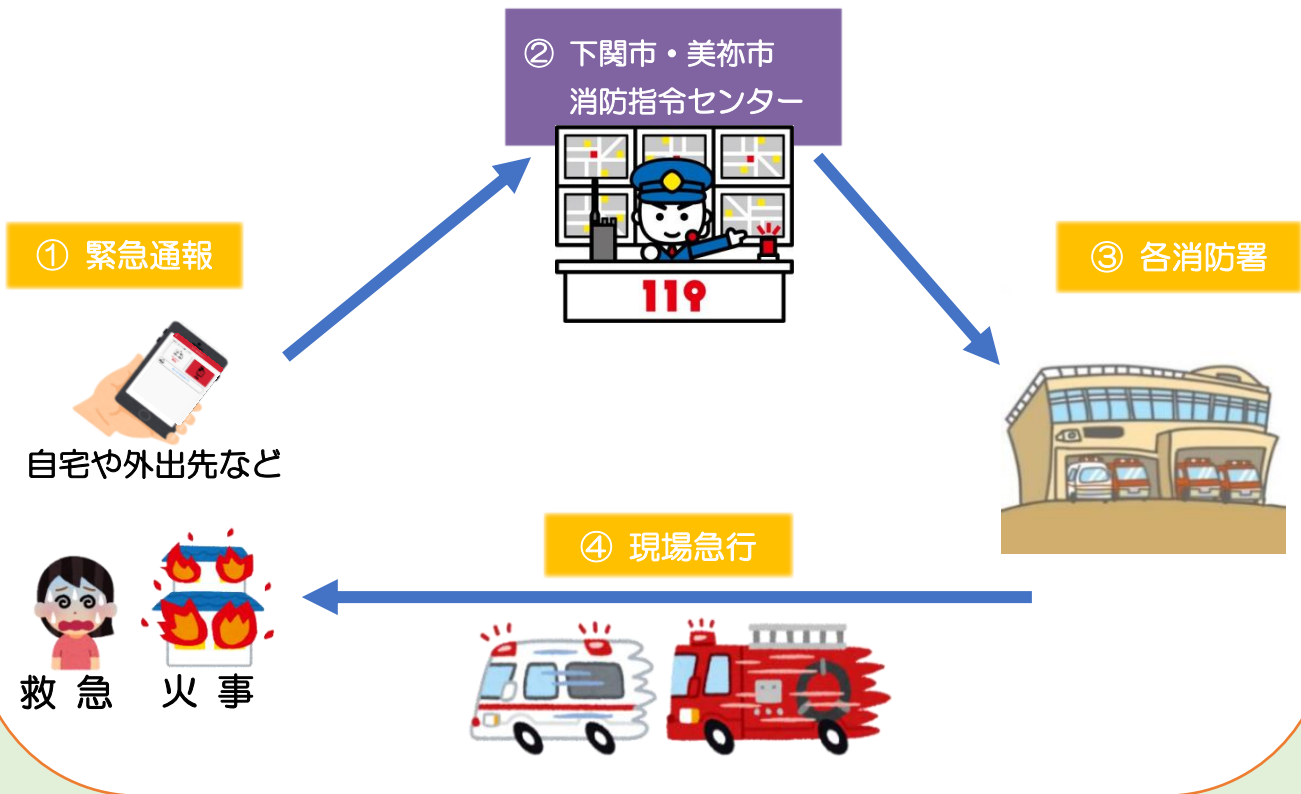 ② 下関市・美祢市
消防指令センター
119
① 緊急通報
③ 各消防署
自宅や外出先など
④ 現場急行
救 急
火 事